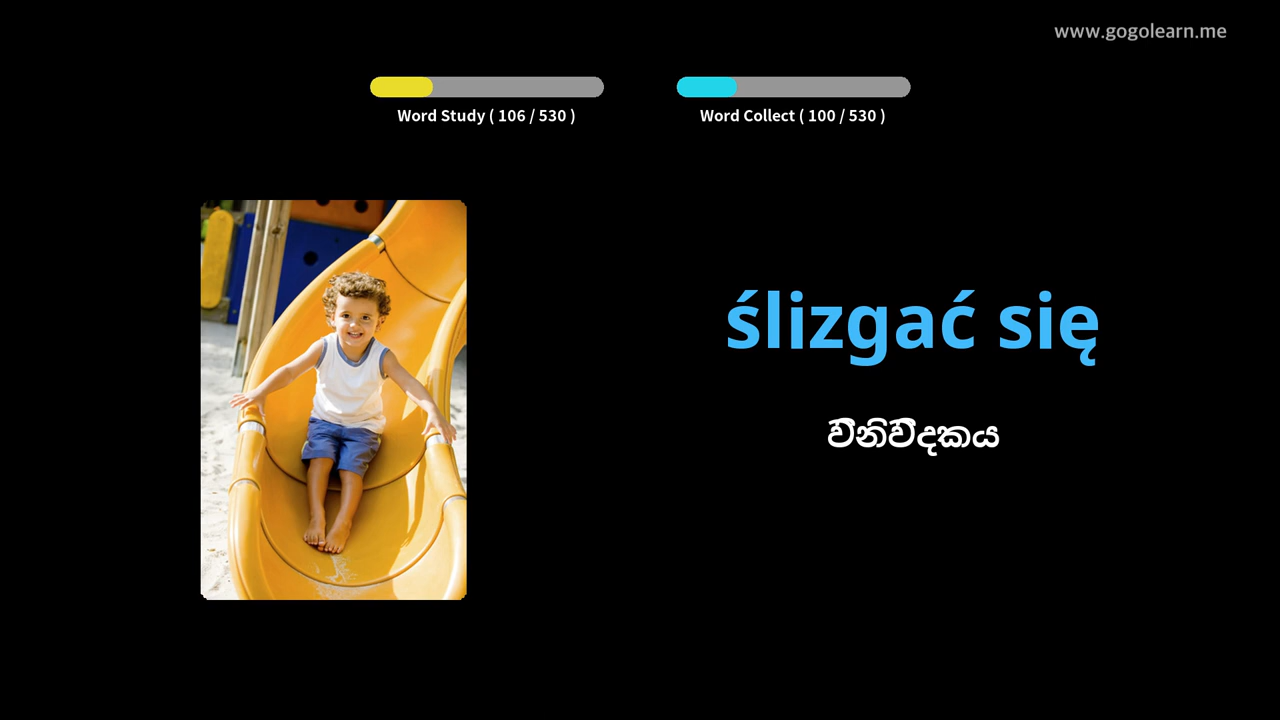 www.gogolearn.me
Word Study ( 106 / 530 )
Word Collect ( 100 / 530 )
ślizgać się
විනිවිදකය